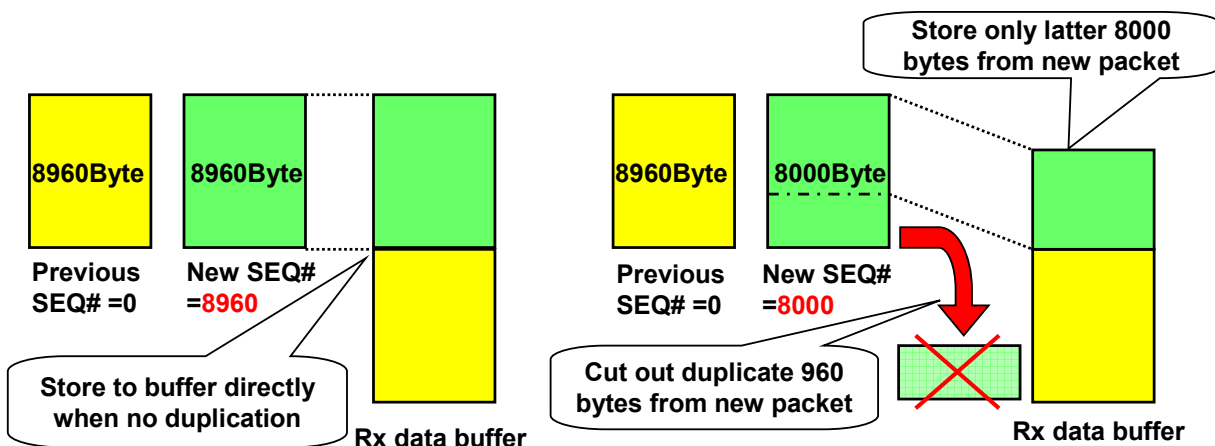 8960Byte
8960Byte
Previous
SEQ# =0
New SEQ#
=8960
Store to buffer directly
when no duplication
Rx data buffer
Store only latter 8000
bytes from new packet
8960Byte
8000Byte
Previous
SEQ# =0
New SEQ#
=8000
Cut out duplicate 960
bytes from new packet
Rx data buffer